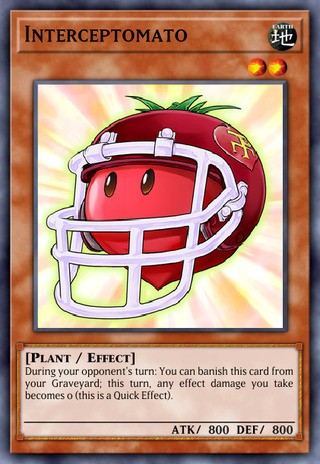 INTERCEPTOMATO
EARTH
地
[PLANT / EFFECT]
During your opponent's turn: You can banish this card from
your Graveyard; this turn, any effect damage you take
becomes 0 (this is a Quick Effect).
ATK/ 800 DEF/ 800